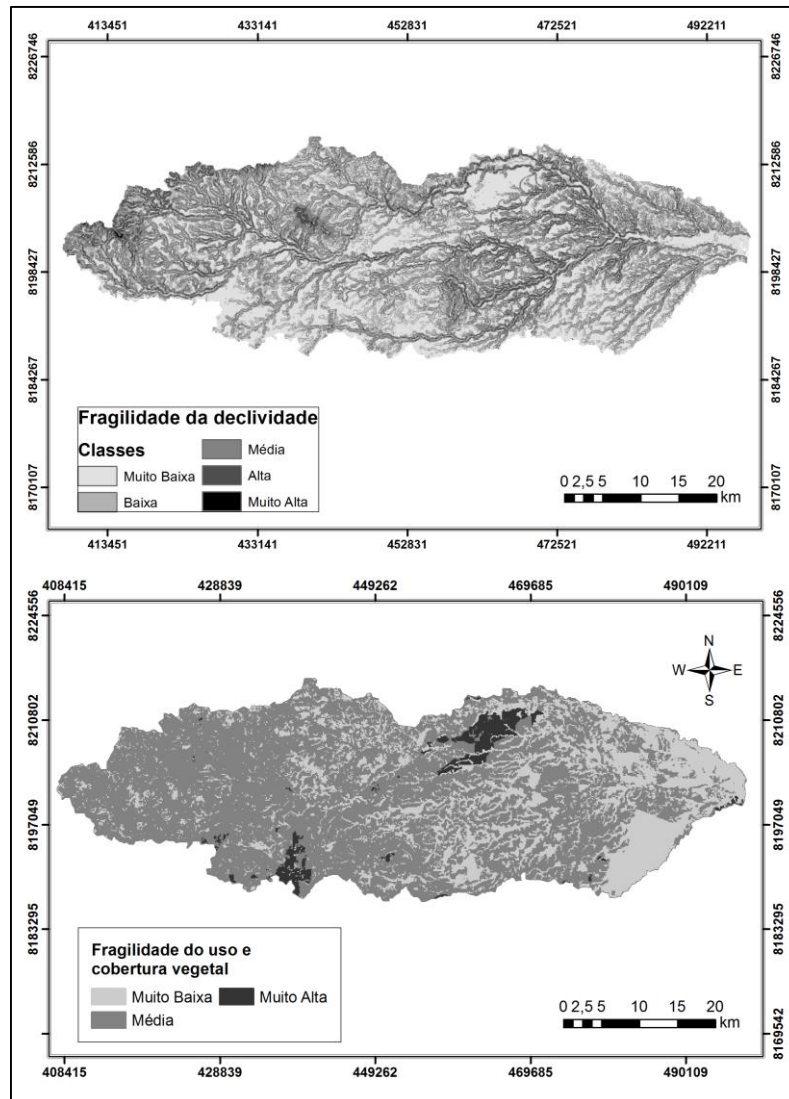 413451 433141 452831 472521 492211
8226746 8226746
8212586 8212586
8198427 8198427
8184267 8184267
8170107 8170107
Fragilidade da declividade
Classes
Muito Baixa
Baixa
Média
Alta
Muito Alta
0 2,5 5 10 15 20
km
413451 433141 452831 472521 492211
408415 428839 449262 469685 490109
8224556 8224556
N
W E
S
8210802 8210802
8197049 8197049
8183295 8183295
8169542 8169542
Fragilidade do uso e
cobertura vegetal
Muito Baixa
Média
Muito Alta
0 2,5 5 10 15 20
km
408415 428839 449262 469685 490109